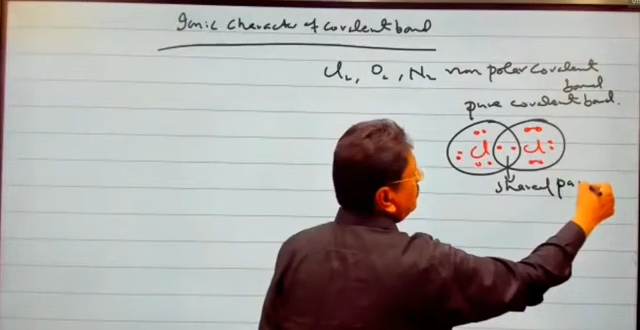 Ionic character of covalent bond
Cl₂, O₂, N₂ non polar covalent
bond
pure covalent bond.
Cl Cl
shared pa